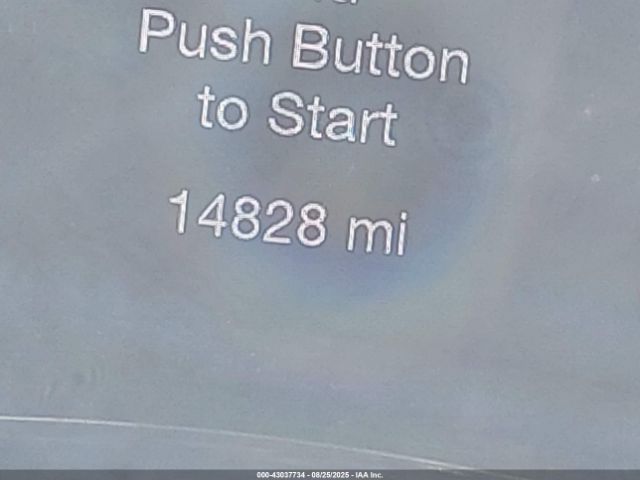 Push Button
to Start
14828 mi
000-43037734 - 08/25/2025 - IAA Inc.